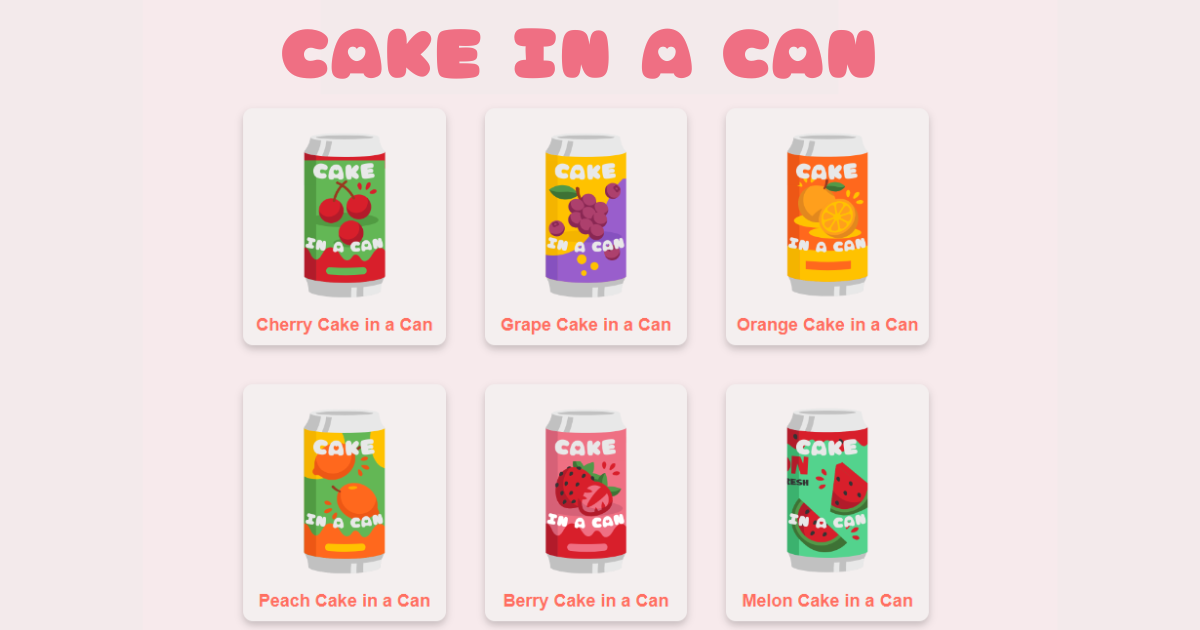 CAKE IN A CAN
CAKE
IN A CAN
Cherry Cake in a Can
CAKE
IN A CAN
Grape Cake in a Can
CAKE
IN A CAN
Orange Cake in a Can
CAKE
IN A CAN
Peach Cake in a Can
CAKE
IN A CAN
Berry Cake in a Can
CAKE
ON
RESH
IN A CAN
Melon Cake in a Can